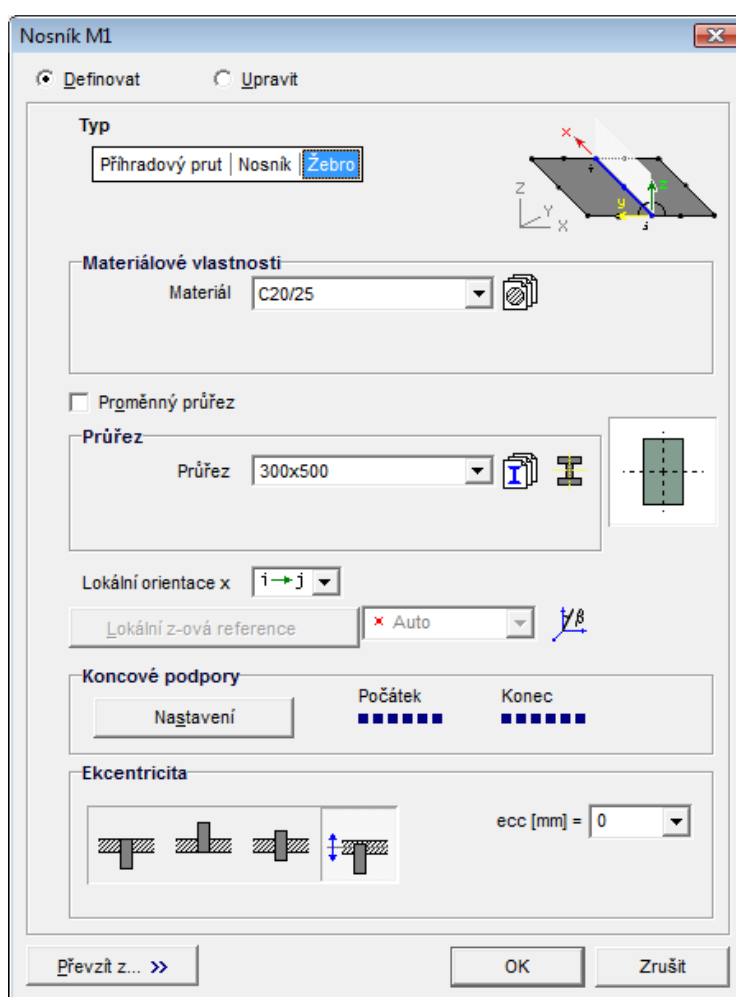 Nosník M1
Definovat Upravit
Typ
Příhradový prut Nosník Žebro
x
i
z
y
j
Z
Y
X
Materiálové vlastnosti
Materiál C20/25
Proměnný průřez
Průřez
Průřez 300x500
Lokální orientace x i j
Lokální z-ová reference Auto β
Koncové podpory
Počátek Konec
Nastavení
Ekcentricita
ecc [mm] = 0
Převzít z... >> OK Zrušit